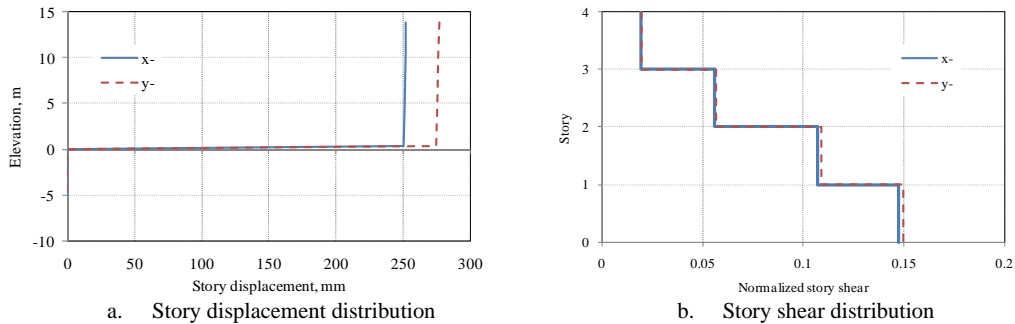 15
10
5
0
-5
-10
Elevation, m
x-
y-
0
50
100
150
200
250
300
Story displacement, mm
a. Story displacement distribution
4
3
2
1
0
Story
x-
y-
0
0.05
0.1
0.15
0.2
Normalized story shear
b. Story shear distribution